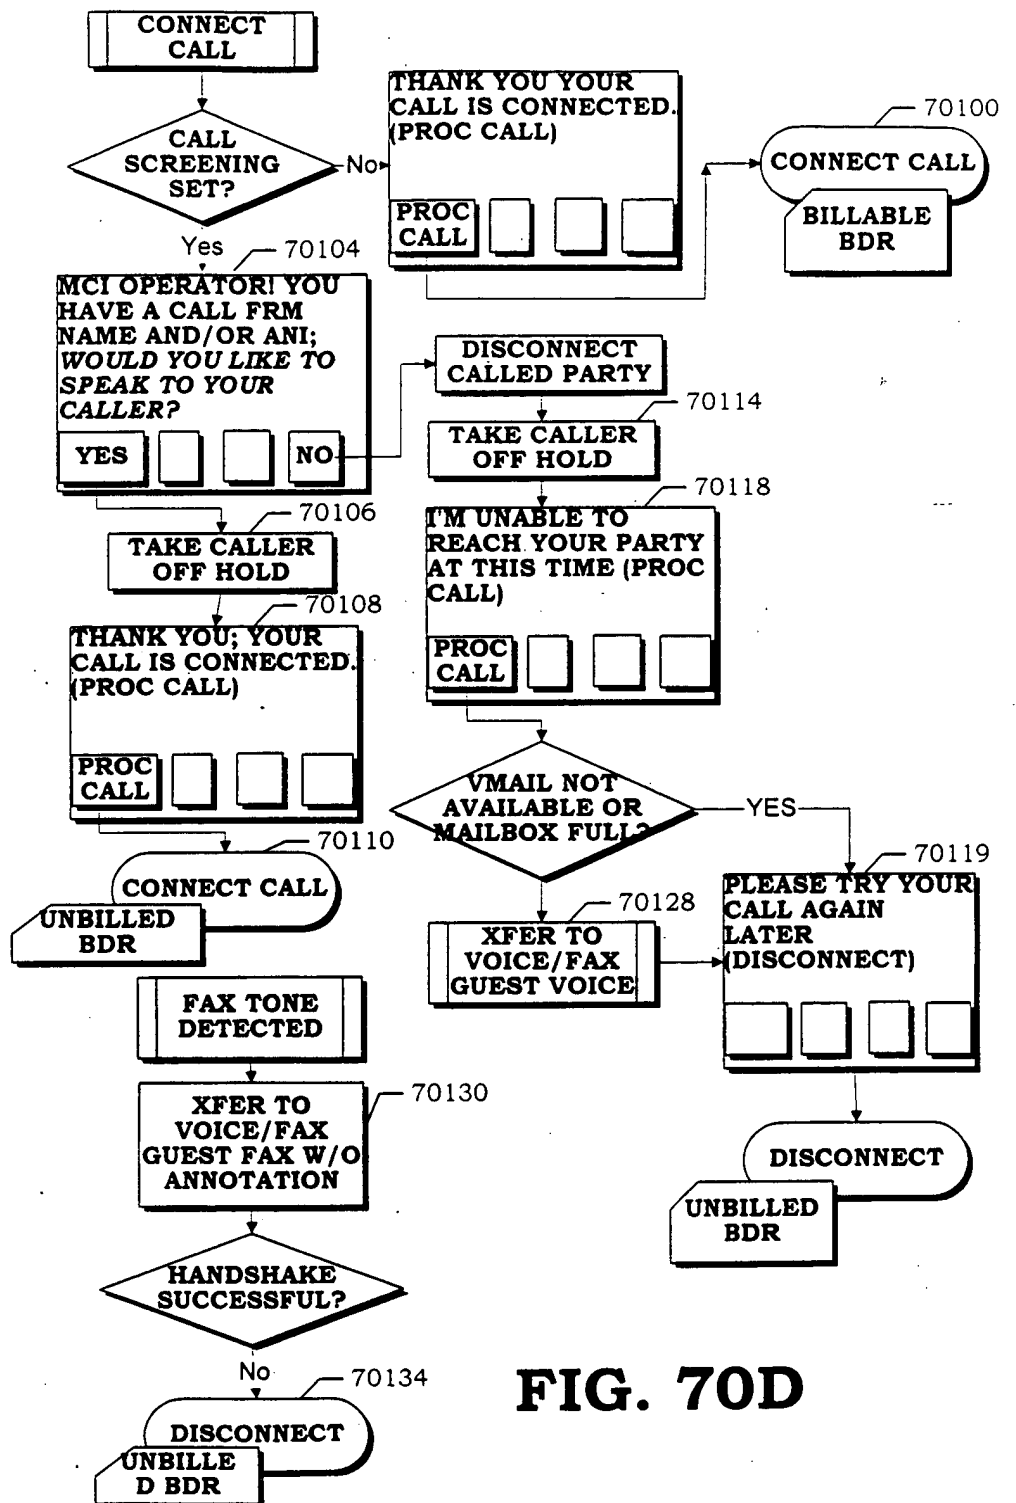 CONNECT
CALL
CALL
SCREENING
SET?
No
THANK YOU YOUR
CALL IS CONNECTED.
(PROC CALL)
PROC
CALL
70100
CONNECT CALL
BILLABLE
BDR
Yes
70104
MCI OPERATOR! YOU
HAVE A CALL FRM
NAME AND/OR ANI;
WOULD YOU LIKE TO
SPEAK TO YOUR
CALLER?
YES
NO
DISCONNECT
CALLED PARTY
70114
TAKE CALLER
OFF HOLD
70106
TAKE CALLER
OFF HOLD
70118
I'M UNABLE TO
REACH YOUR PARTY
AT THIS TIME (PROC
CALL)
PROC
CALL
70108
THANK YOU; YOUR
CALL IS CONNECTED.
(PROC CALL)
PROC
CALL
VMAIL NOT
AVAILABLE OR
MAILBOX FULL?
YES
70110
CONNECT CALL
UNBILLED
BDR
70119
PLEASE TRY YOUR
CALL AGAIN
LATER
(DISCONNECT)
70128
XFER TO
VOICE/FAX
GUEST VOICE
FAX TONE
DETECTED
70130
XFER TO
VOICE/FAX
GUEST FAX W/O
ANNOTATION
DISCONNECT
UNBILLED
BDR
HANDSHAKE
SUCCESSFUL?
No
70134
DISCONNECT
UNBILLE
D BDR
FIG. 70D